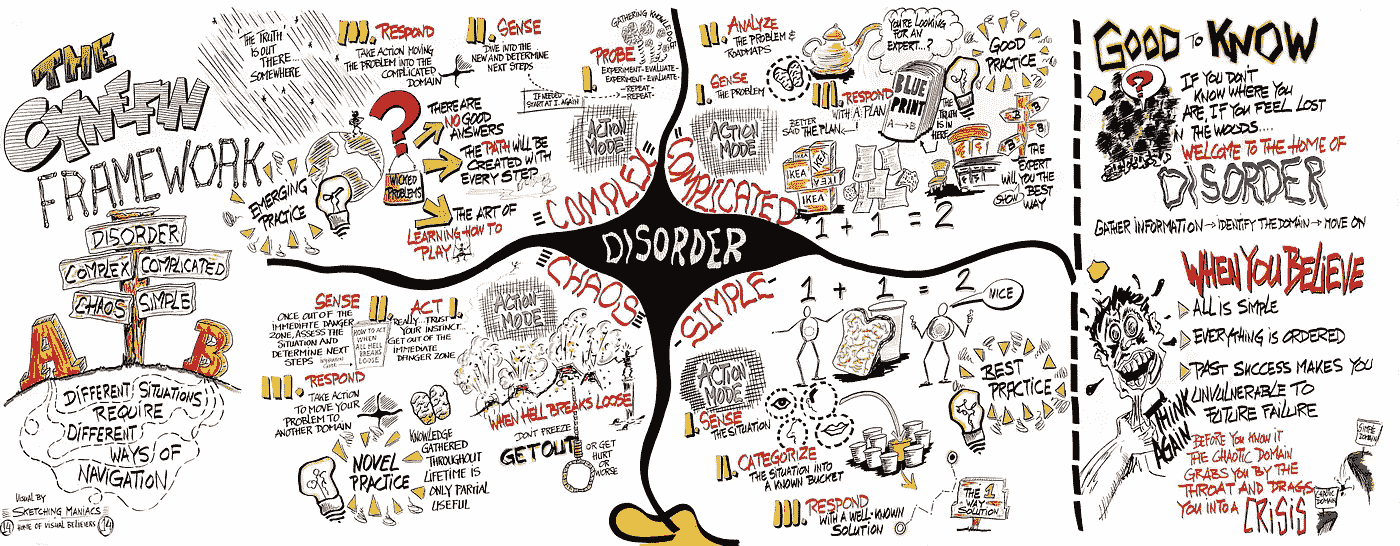 THE
CYNEFIN
FRAMEWORK
DISORDER
COMPLEX
COMPLICATED
CHAOS
SIMPLE
A
B
DIFFERENT SITUATIONS
REQUIRE
DIFFERENT
WAYS OF
NAVIGATION
Visual BY
SKETCHING MANIACS
HOME OF VISUAL BELIEVERS
14
14
THE TRUTH
IS OUT
THERE...
SOMEWHERE
III. RESPOND
TAKE ACTION MOVING
THE PROBLEM INTO THE
COMPLICATED
DOMAIN
II. SENSE
DIVE INTO THE
NEW AND DETERMINE
NEXT STEPS
GATHERING KNOWLEDGE
PROBE
I.
EXPERIMENT-EVALUATE-
EXPERIMENT-EVALUATE-
-REPEAT-
-REPEAT-
IF NEEDED
START AT I. AGAIN
ACTION
MODE
?
WICKED
PROBLEMS
THERE ARE
NO GOOD
ANSWERS
THE PATH WILL BE
CREATED WITH
EVERY STEP
THE ART OF
LEARNING HOW TO
PLAY
EMERGING
PRACTICE
COMPLEX
II. ANALYZE
THE PROBLEM &
ROADMAPS
I. SENSE
THE PROBLEM
ACTION
MODE
III. RESPOND
WITH A PLAN
BETTER
SAID THE PLAN
YOU'RE LOOKING
FOR AN
EXPERT...?
BLUE
PRINT
A→B
THE
TRUTH
IS IN
HERE
GOOD
PRACTICE
B
B
B
IKEA
IKEA
IKEA
IKEA
THE
EXPERT
WILL YOU
SHOW
THE
BEST
WAY
1 + 1 = 2
COMPLICATED
DISORDER
CHAOS
SENSE
II.
ONCE OUT OF THE
IMMEDIATE DANGER
ZONE, ASSESS THE
SITUATION AND
DETERMINE NEXT
STEPS
HOW TO ACT
WHEN
ALL HELL
BREAKS
LOOSE
ACT I.
REALLY...TRUST
YOUR INSTINCT.
GET OUT OF THE
IMMEDIATE
DANGER ZONE
ACTION
MODE
III. RESPOND
TAKE ACTION
TO MOVE YOUR
PROBLEM TO
ANOTHER DOMAIN
NOVEL
PRACTICE
KNOWLEDGE
GATHERED
THROUGHOUT
LIFETIME IS
ONLY PARTIAL
USEFUL
WHEN HELL BREAKS LOOSE
DON'T FREEZE
GET OUT
OR GET
HURT
OR
WORSE
SIMPLE
1 + 1 = 2
NICE
ACTION
MODE
I. SENSE
THE SITUATION
II. CATEGORIZE
THE SITUATION INTO
A KNOWN BUCKET
III. RESPOND
WITH A WELL-KNOWN
SOLUTION
BEST
PRACTICE
THE 1
WAY
SOLUTION
GOOD TO KNOW
?
IF YOU DON'T
KNOW WHERE YOU
ARE, IF YOU FEEL LOST
IN THE WOODS....
WELCOME TO THE HOME OF
DISORDER
GATHER INFORMATION → IDENTIFY THE DOMAIN → MOVE ON
WHEN YOU BELIEVE
ALL IS SIMPLE
EVERYTHING IS ORDERED
PAST SUCCESS MAKES YOU
UNVULNERABLE TO
FUTURE FAILURE
THINK
AGAIN
BEFORE YOU KNOW IT
THE CHAOTIC DOMAIN
GRABS YOU BY THE
THROAT AND DRAGS
YOU INTO A CRISIS
SIMPLE
DOMAIN
CHAOTIC
DOMAIN